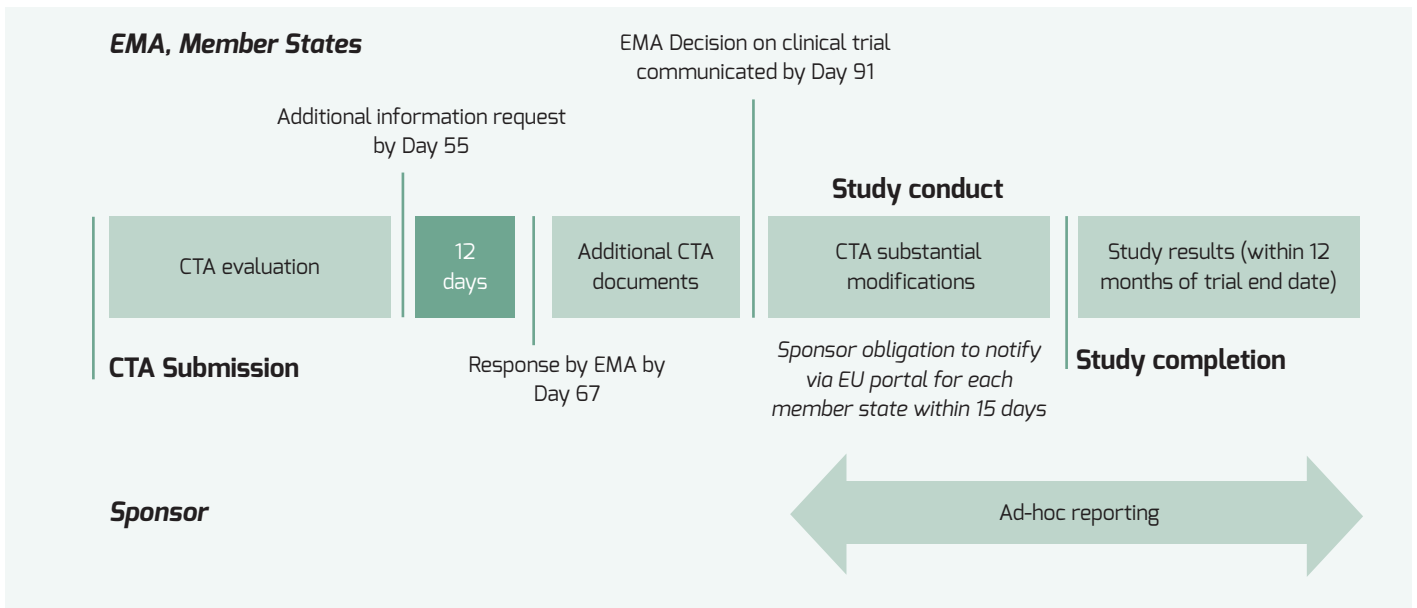 EMA, Member States
EMA Decision on clinical trial
communicated by Day 91
Additional information request
by Day 55
Study conduct
CTA evaluation
12
days
Additional CTA
documents
CTA substantial
modifications
Study results (within 12
months of trial end date)
CTA Submission
Response by EMA by
Day 67
Sponsor obligation to notify
via EU portal for each
member state within 15 days
Study completion
Sponsor
Ad-hoc reporting